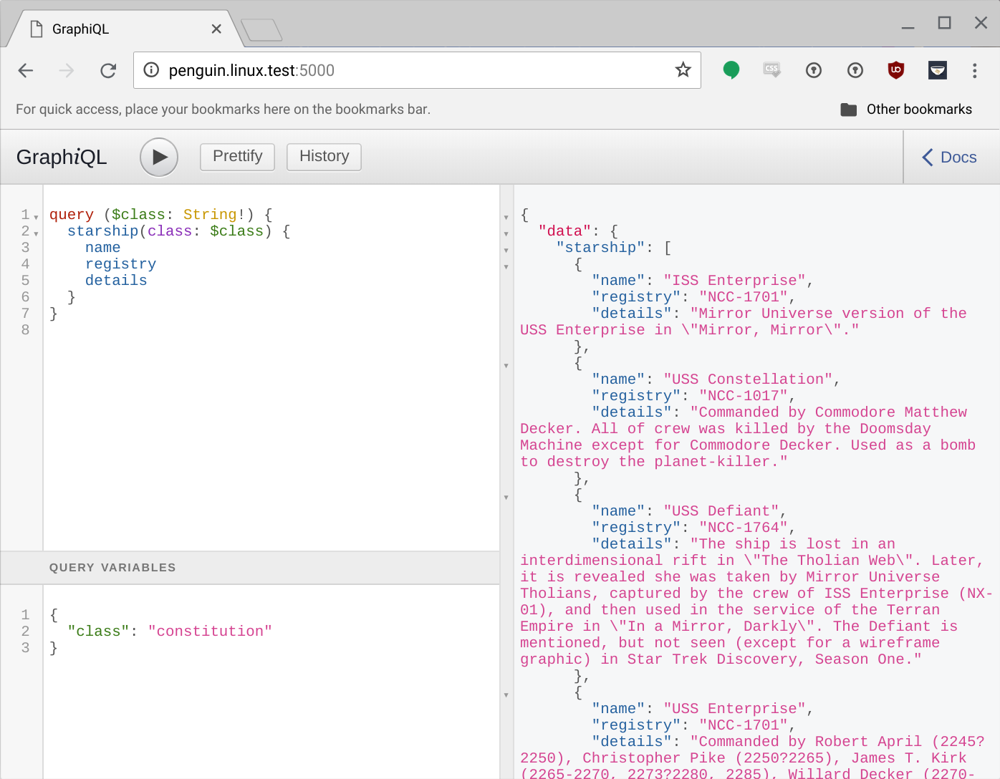 GraphiQL
penguin.linux.test:5000
CSS
uo
For quick access, place your bookmarks here on the bookmarks bar.
Other bookmarks
GraphiQL
Prettify
History
Docs
1 query ($class: String!) {
2   starship(class: $class) {
3     name
4     registry
5     details
6   }
7 }
8
QUERY VARIABLES
1 {
2   "class": "constitution"
3 }
{
  "data": {
    "starship": [
      {
        "name": "ISS Enterprise",
        "registry": "NCC-1701",
        "details": "Mirror Universe version of the
USS Enterprise in \"Mirror, Mirror\"."
      },
      {
        "name": "USS Constellation",
        "registry": "NCC-1017",
        "details": "Commanded by Commodore Matthew
Decker. All of crew was killed by the Doomsday
Machine except for Commodore Decker. Used as a bomb
to destroy the planet-killer."
      },
      {
        "name": "USS Defiant",
        "registry": "NCC-1764",
        "details": "The ship is lost in an
interdimensional rift in \"The Tholian Web\". Later,
it is revealed she was taken by Mirror Universe
Tholians, captured by the crew of ISS Enterprise (NX-
01), and then used in the service of the Terran
Empire in \"In a Mirror, Darkly\". The Defiant is
mentioned, but not seen (except for a wireframe
graphic) in Star Trek Discovery, Season One."
      },
      {
        "name": "USS Enterprise",
        "registry": "NCC-1701",
        "details": "Commanded by Robert April (2245?
2250), Christopher Pike (2250?2265), James T. Kirk
(2265-2270, 2273?2280, 2285), Willard Decker (2270-